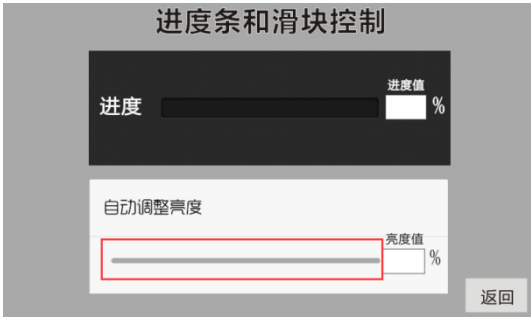 进度条和滑块控制
进度值
进度 %
自动调整亮度
亮度值
%
返回